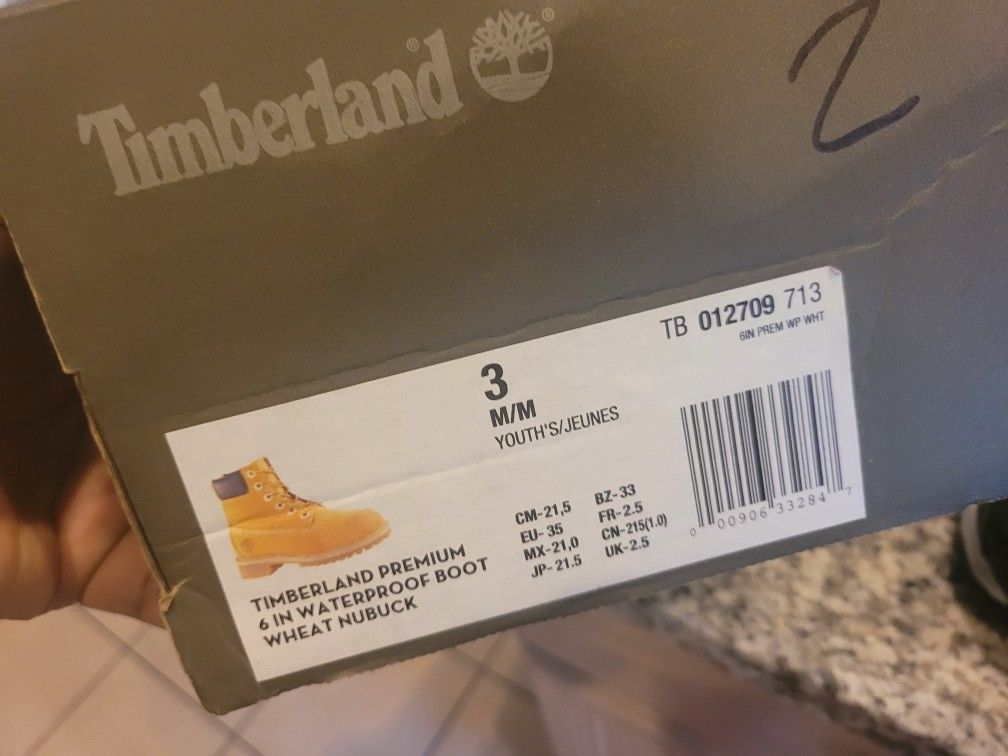 Timberland®
®
2
TB 012709 713
6IN PREM WP WHT
3
M/M
YOUTH'S/JEUNES
CM-21,5 BZ-33
EU- 35 FR-2.5
MX-21,0 CN-215(1.0)
JP- 21.5 UK-2.5
0 00906 33284 7
TIMBERLAND PREMIUM
6 IN WATERPROOF BOOT
WHEAT NUBUCK